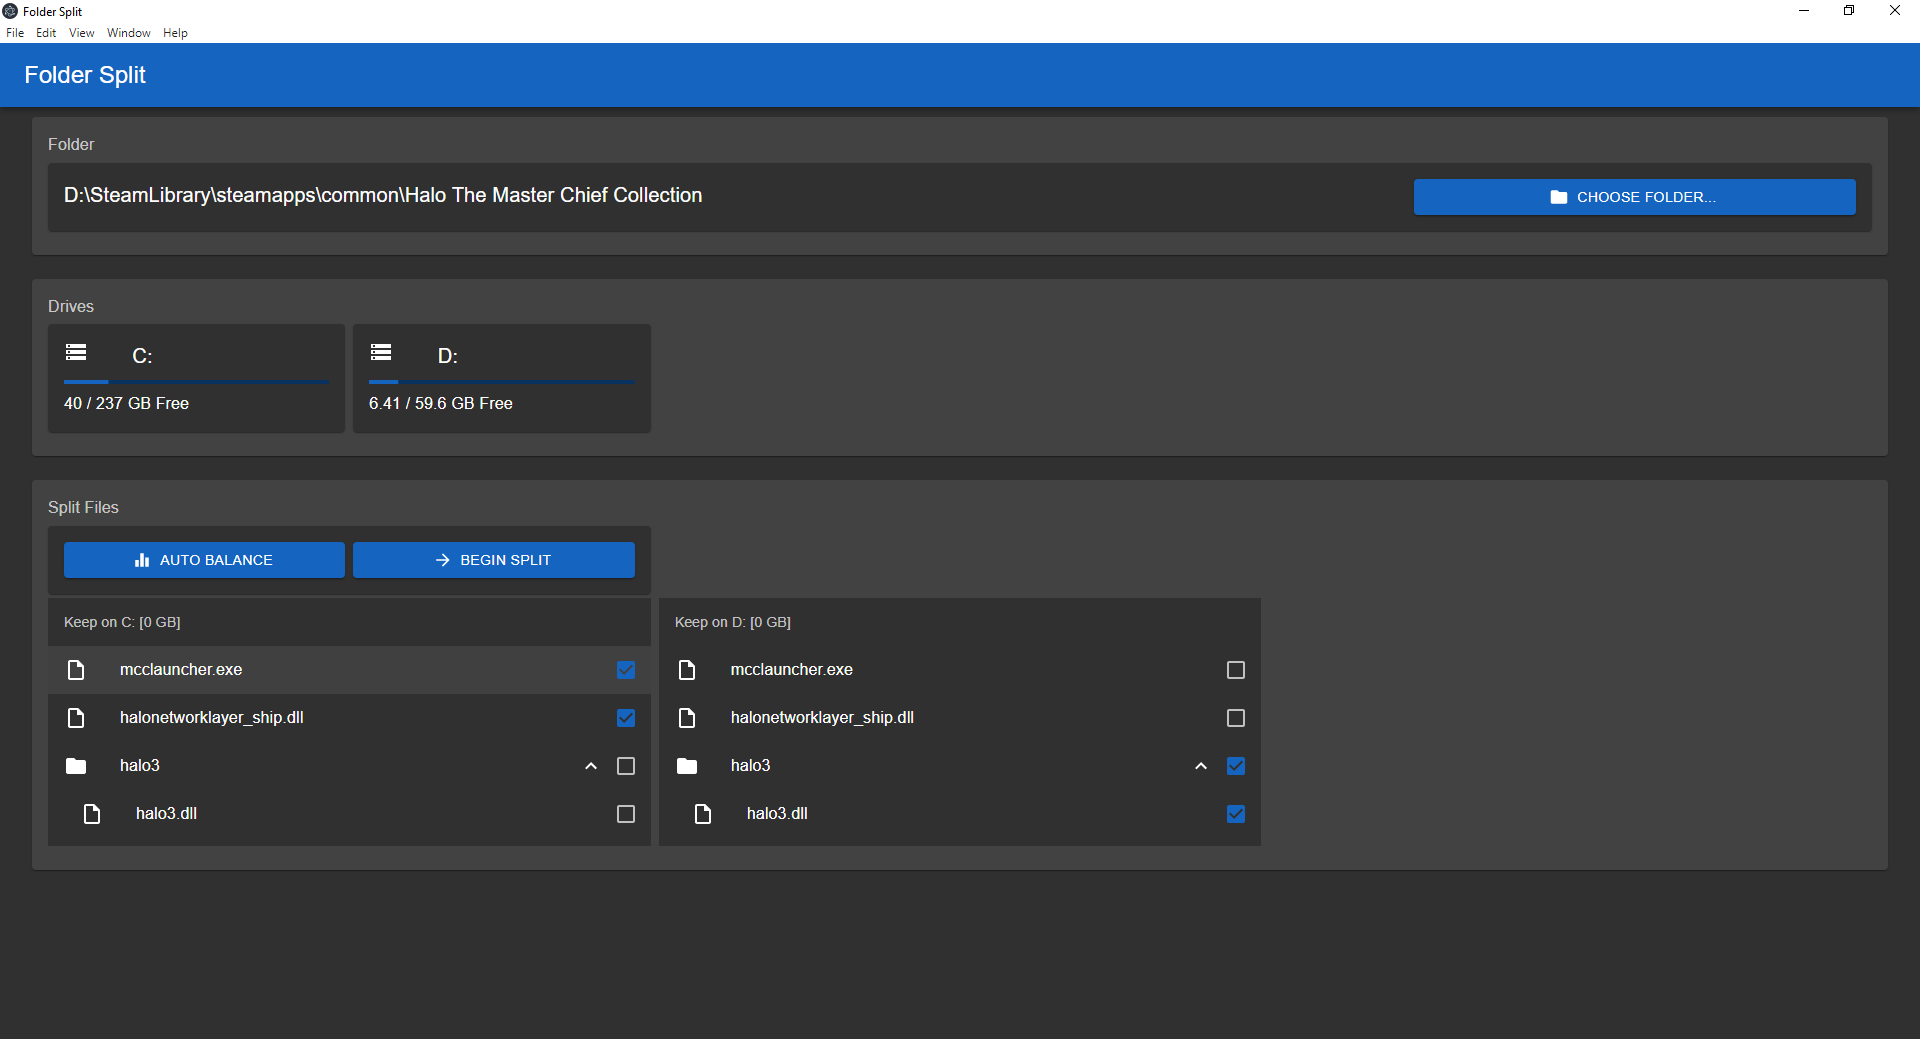 Folder Split
File Edit View Window Help
Folder Split
Folder
D:\SteamLibrary\steamapps\common\Halo The Master Chief Collection
CHOOSE FOLDER...
Drives
C:
40 / 237 GB Free
D:
6.41 / 59.6 GB Free
Split Files
AUTO BALANCE
BEGIN SPLIT
Keep on C: [0 GB]
mcclauncher.exe
halonetworklayer_ship.dll
halo3
halo3.dll
Keep on D: [0 GB]
mcclauncher.exe
halonetworklayer_ship.dll
halo3
halo3.dll